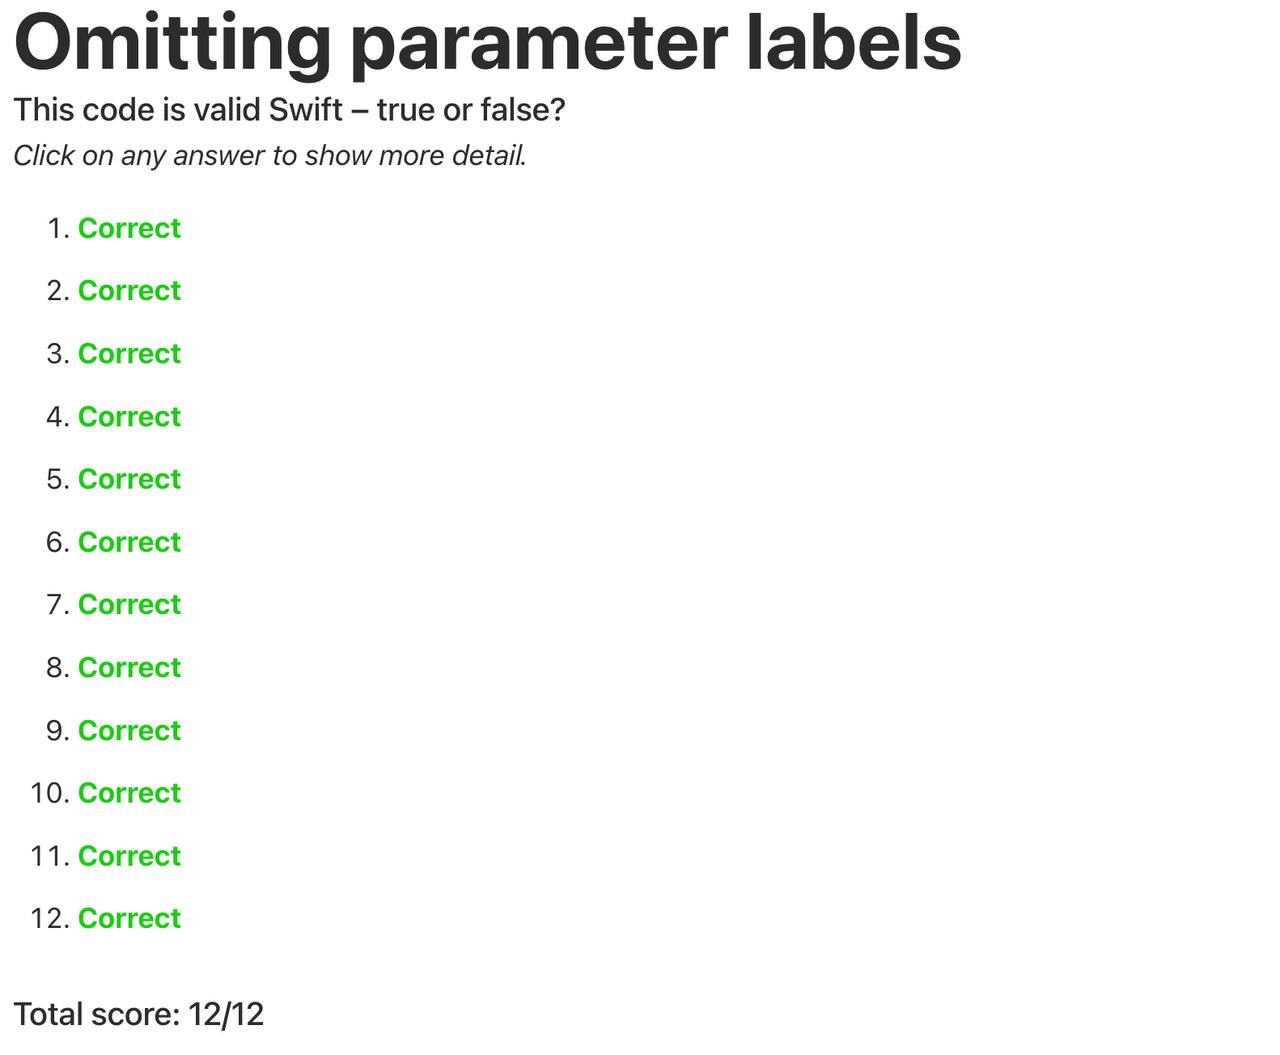 Omitting parameter labels
This code is valid Swift – true or false?
Click on any answer to show more detail.
1. Correct
2. Correct
3. Correct
4. Correct
5. Correct
6. Correct
7. Correct
8. Correct
9. Correct
10. Correct
11. Correct
12. Correct
Total score: 12/12